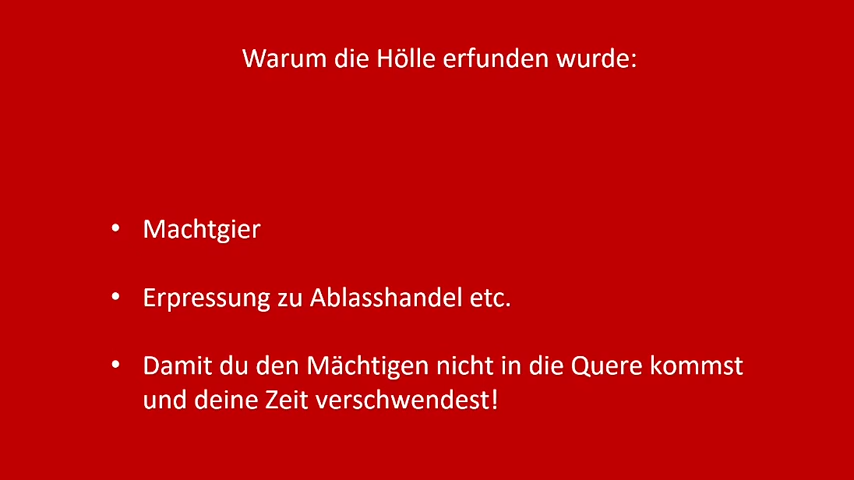 Warum die Hölle erfunden wurde:
• Machtgier
• Erpressung zu Ablasshandel etc.
• Damit du den Mächtigen nicht in die Quere kommst
und deine Zeit verschwendest!